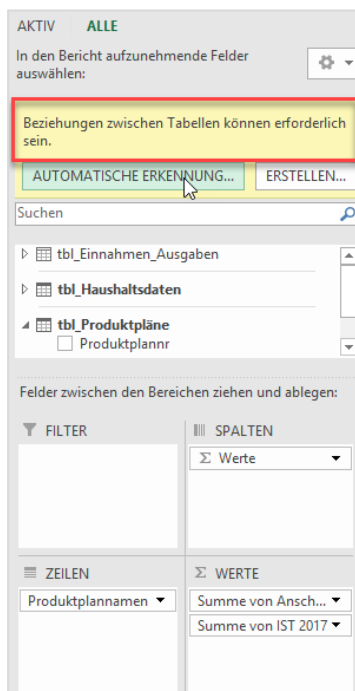 AKTIV ALLE
In den Bericht aufzunehmende Felder
auswählen:
Beziehungen zwischen Tabellen können erforderlich
sein.
AUTOMATISCHE ERKENNUNG... ERSTELLEN...
Suchen
tbl_Einnahmen_Ausgaben
tbl_Haushaltsdaten
tbl_Produktpläne
Produktplannr
Felder zwischen den Bereichen ziehen und ablegen:
FILTER
SPALTEN
Σ Werte
ZEILEN
Produktplannamen
Σ WERTE
Summe von Ansch...
Summe von IST 2017